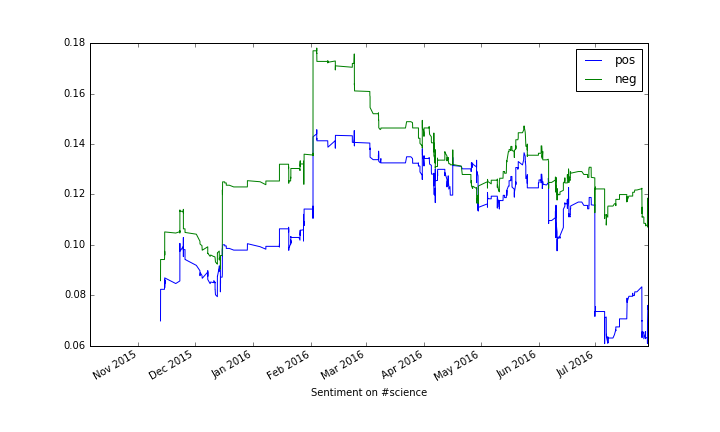 0.18
0.16
0.14
0.12
0.10
0.08
0.06
pos
neg
Nov 2015
Dec 2015
Jan 2016
Feb 2016
Mar 2016
Apr 2016
May 2016
Jun 2016
Jul 2016
Sentiment on #science